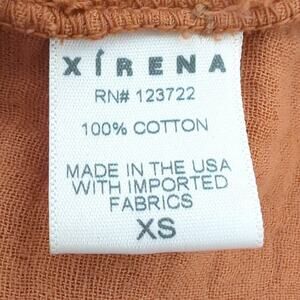 XÍRENA
RN# 123722
100% COTTON
MADE IN THE USA
WITH IMPORTED
FABRICS
XS